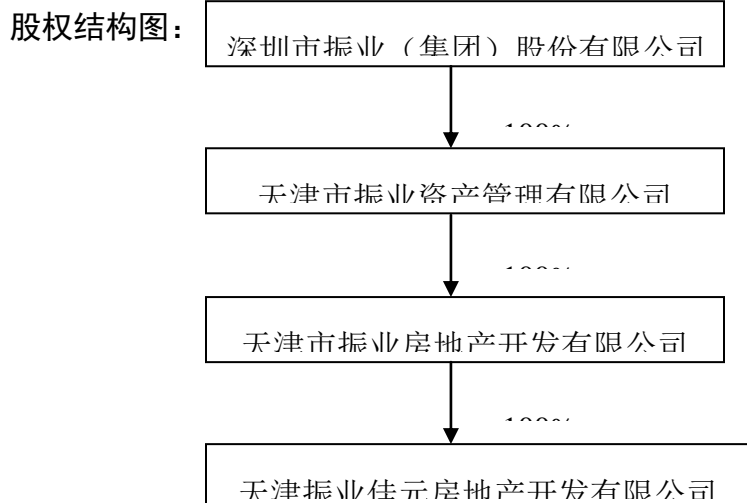 股权结构图：
深圳市振业（集团）股份有限公司
100%
天津市振业资产管理有限公司
100%
天津市振业房地产开发有限公司
100%
天津振业佳元房地产开发有限公司